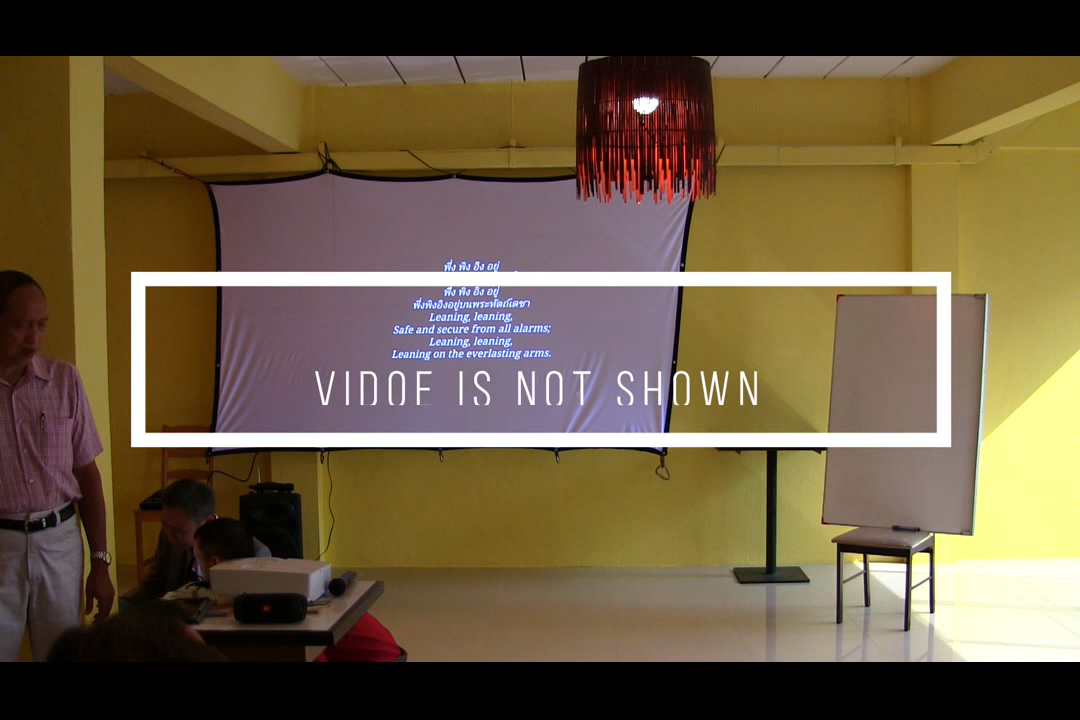 พึ่ง พิง อิง อยู่
พึ่ง พิง อิง อยู่
พึ่งพิงอิงอยู่บนพระหัตถ์เดชา
Leaning, leaning,
Safe and secure from all alarms;
Leaning, leaning,
Leaning on the everlasting arms.
VIDOE IS NOT SHOWN